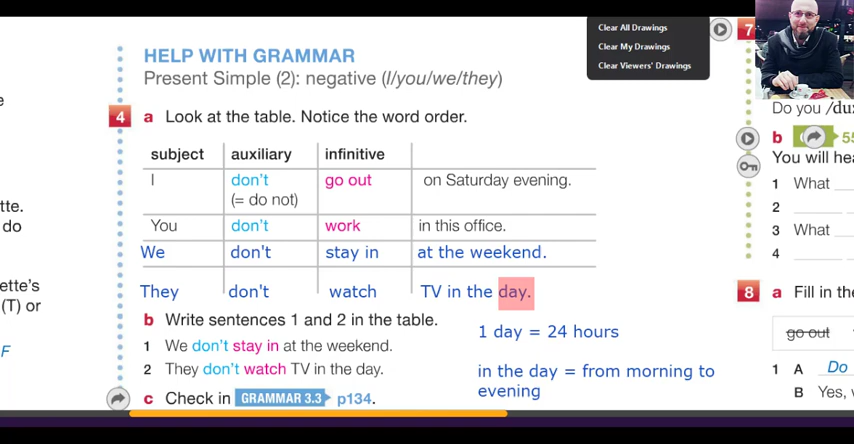 Clear All Drawings
Clear My Drawings
Clear Viewers' Drawings
HELP WITH GRAMMAR
Present Simple (2): negative (I/you/we/they)
4 a Look at the table. Notice the word order.
subject auxiliary infinitive
I don't go out on Saturday evening.
(= do not)
You don't work in this office.
We don't stay in at the weekend.
They don't watch TV in the day.
b Write sentences 1 and 2 in the table.
1 We don't stay in at the weekend.
2 They don't watch TV in the day.
c Check in GRAMMAR 3.3 p134.
1 day = 24 hours
in the day = from morning to
evening
e
tte.
do
ette's
(T) or
F
7
Do you /du
b 55
You will hea
1 What
2
3 What
4
8 a Fill in the
go out
1 A Do
B Yes,